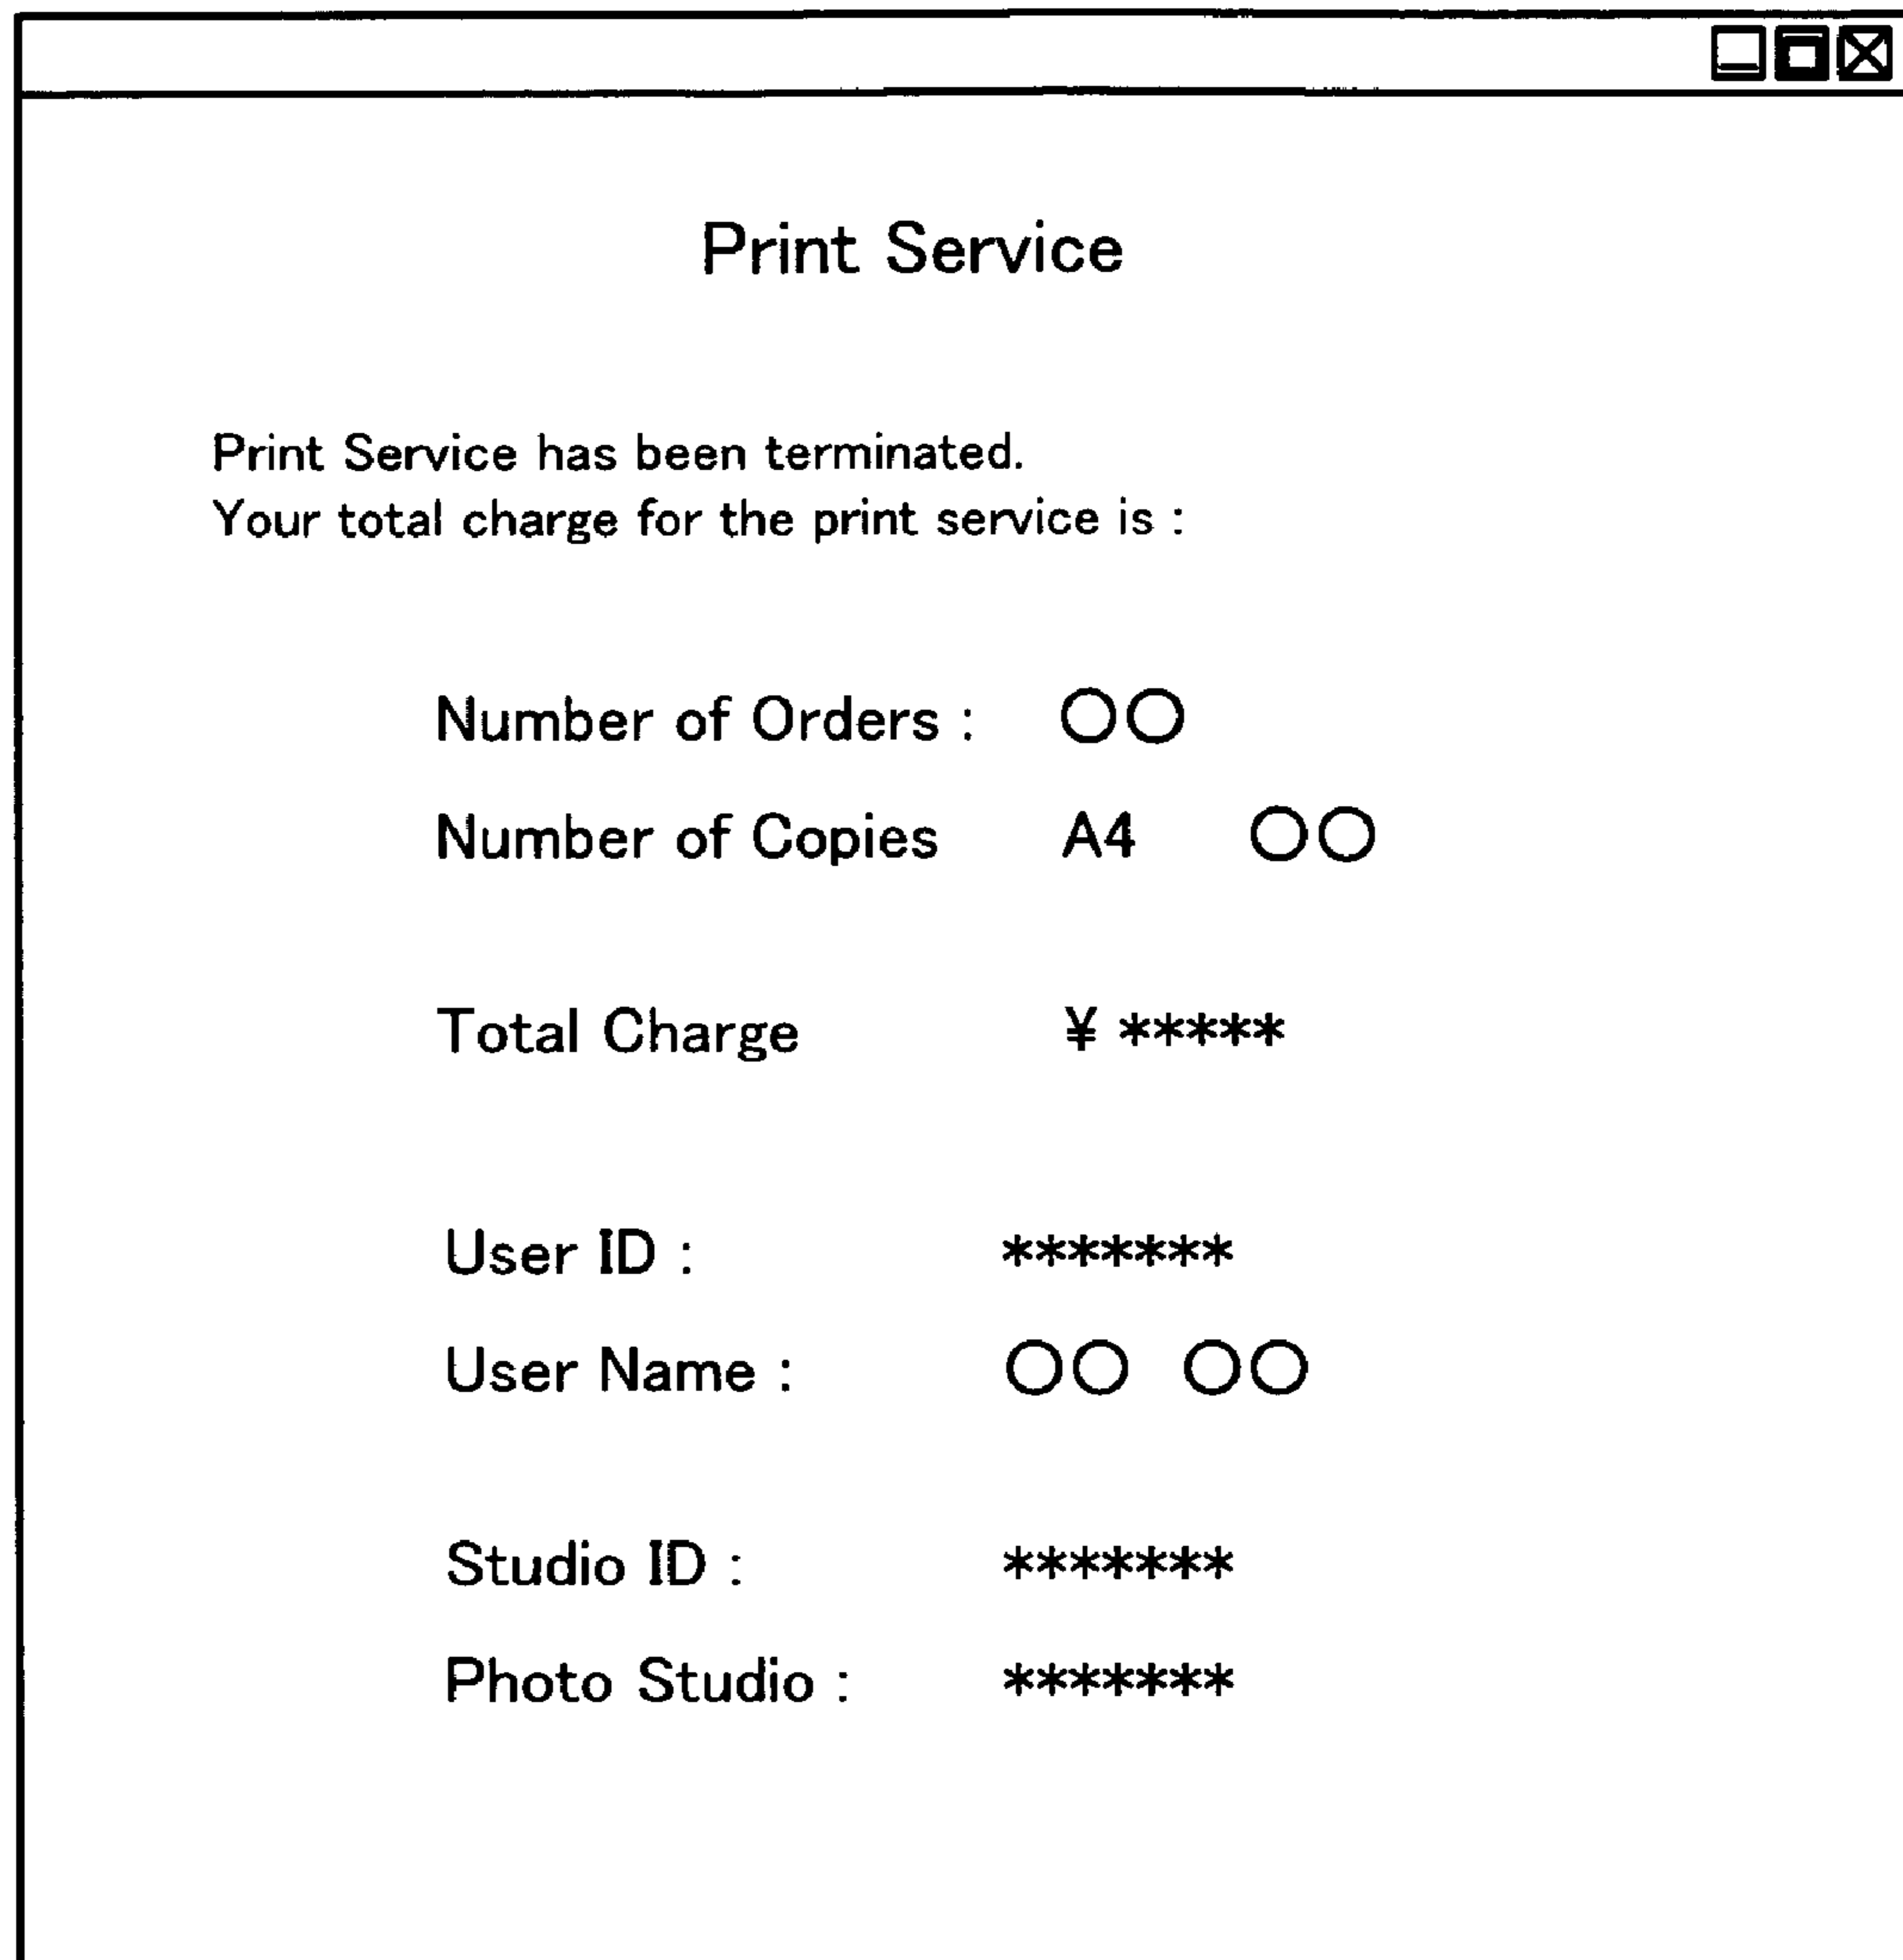 Print Service
Print Service has been terminated.
Your total charge for the print service is :
Number of Orders : ○○
Number of Copies A4 ○○
Total Charge ¥ *****
User ID : *******
User Name : ○○ ○○
Studio ID : *******
Photo Studio : *******